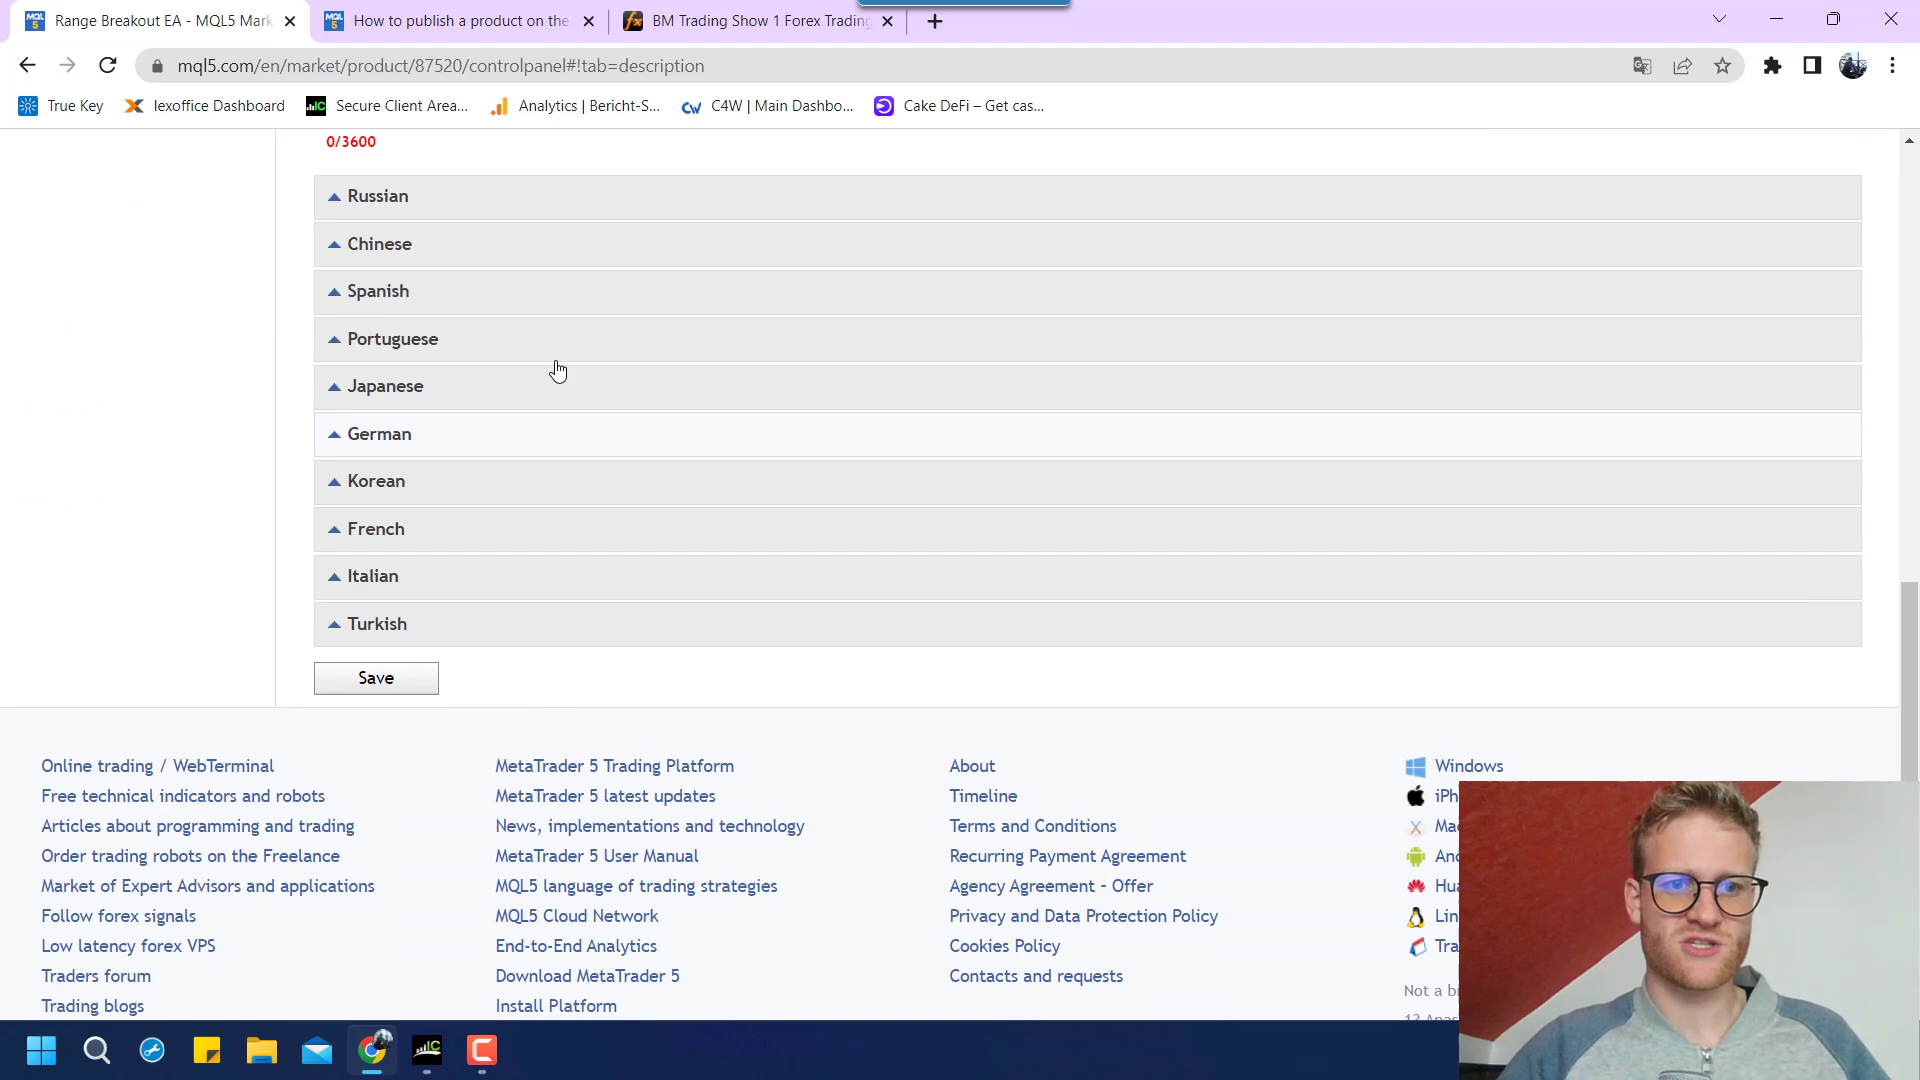 Range Breakout EA - MQL5 Mark
How to publish a product on the
BM Trading Show 1 Forex Trading
mql5.com/en/market/product/87520/controlpanel#!tab=description
True Key
lexoffice Dashboard
Secure Client Area...
Analytics | Bericht-S...
C4W | Main Dashbo...
Cake DeFi – Get cas...
0/3600
Russian
Chinese
Spanish
Portuguese
Japanese
German
Korean
French
Italian
Turkish
Save
Online trading / WebTerminal
Free technical indicators and robots
Articles about programming and trading
Order trading robots on the Freelance
Market of Expert Advisors and applications
Follow forex signals
Low latency forex VPS
Traders forum
Trading blogs
MetaTrader 5 Trading Platform
MetaTrader 5 latest updates
News, implementations and technology
MetaTrader 5 User Manual
MQL5 language of trading strategies
MQL5 Cloud Network
End-to-End Analytics
Download MetaTrader 5
Install Platform
About
Timeline
Terms and Conditions
Recurring Payment Agreement
Agency Agreement - Offer
Privacy and Data Protection Policy
Cookies Policy
Contacts and requests
Windows
iPh
Mac
And
Hua
Lin
Tra
Not a b